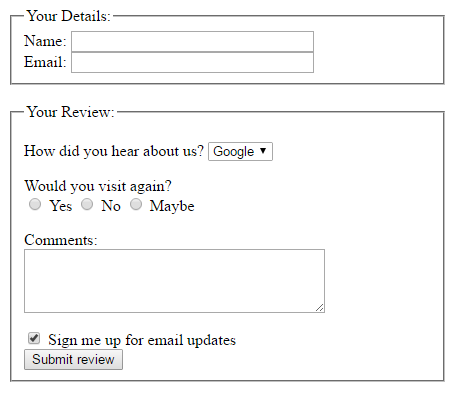 Your Details:
Name:
Email:
Your Review:
How did you hear about us? Google
Would you visit again?
Yes No Maybe
Comments:
Sign me up for email updates
Submit review